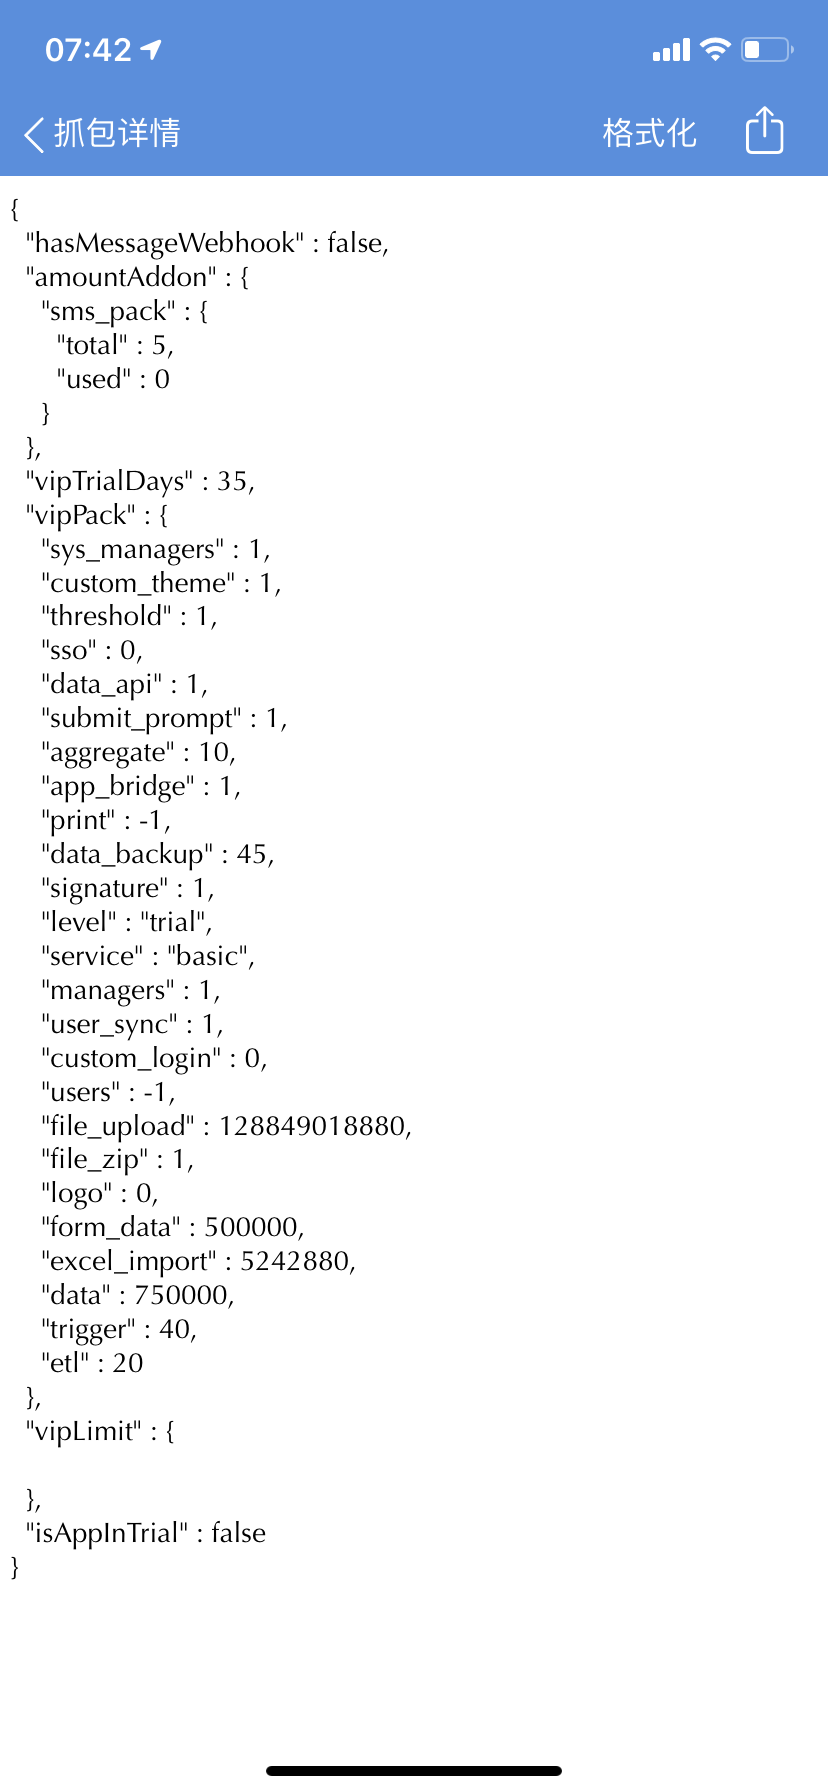 07:42
抓包详情
格式化
{
"hasMessageWebhook" : false,
"amountAddon" : {
"sms_pack" : {
"total" : 5,
"used" : 0
}
},
"vipTrialDays" : 35,
"vipPack" : {
"sys_managers" : 1,
"custom_theme" : 1,
"threshold" : 1,
"sso" : 0,
"data_api" : 1,
"submit_prompt" : 1,
"aggregate" : 10,
"app_bridge" : 1,
"print" : -1,
"data_backup" : 45,
"signature" : 1,
"level" : "trial",
"service" : "basic",
"managers" : 1,
"user_sync" : 1,
"custom_login" : 0,
"users" : -1,
"file_upload" : 128849018880,
"file_zip" : 1,
"logo" : 0,
"form_data" : 500000,
"excel_import" : 5242880,
"data" : 750000,
"trigger" : 40,
"etl" : 20
},
"vipLimit" : {
},
"isAppInTrial" : false
}